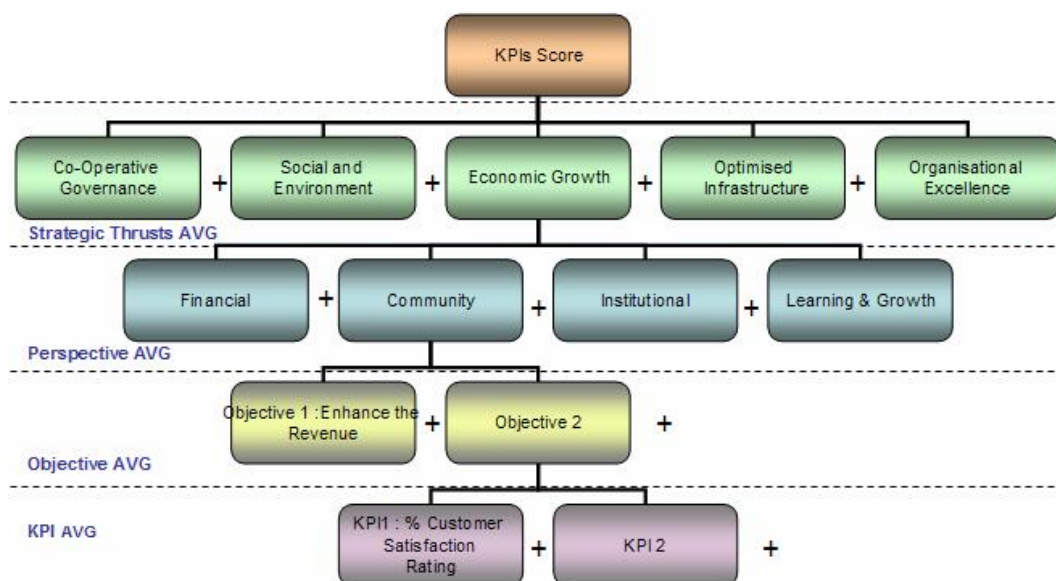 KPIs Score
Co-Operative
Governance
+
Social and
Environment
+
Economic Growth
+
Optimised
Infrastructure
+
Organisational
Excellence
Strategic Thrusts AVG
Financial
+
Community
+
Institutional
+
Learning & Growth
Perspective AVG
Objective 1 :Enhance the
Revenue
+
Objective 2
+
Objective AVG
KPI AVG
KPI1 : % Customer
Satisfaction
Rating
+
KPI 2
+